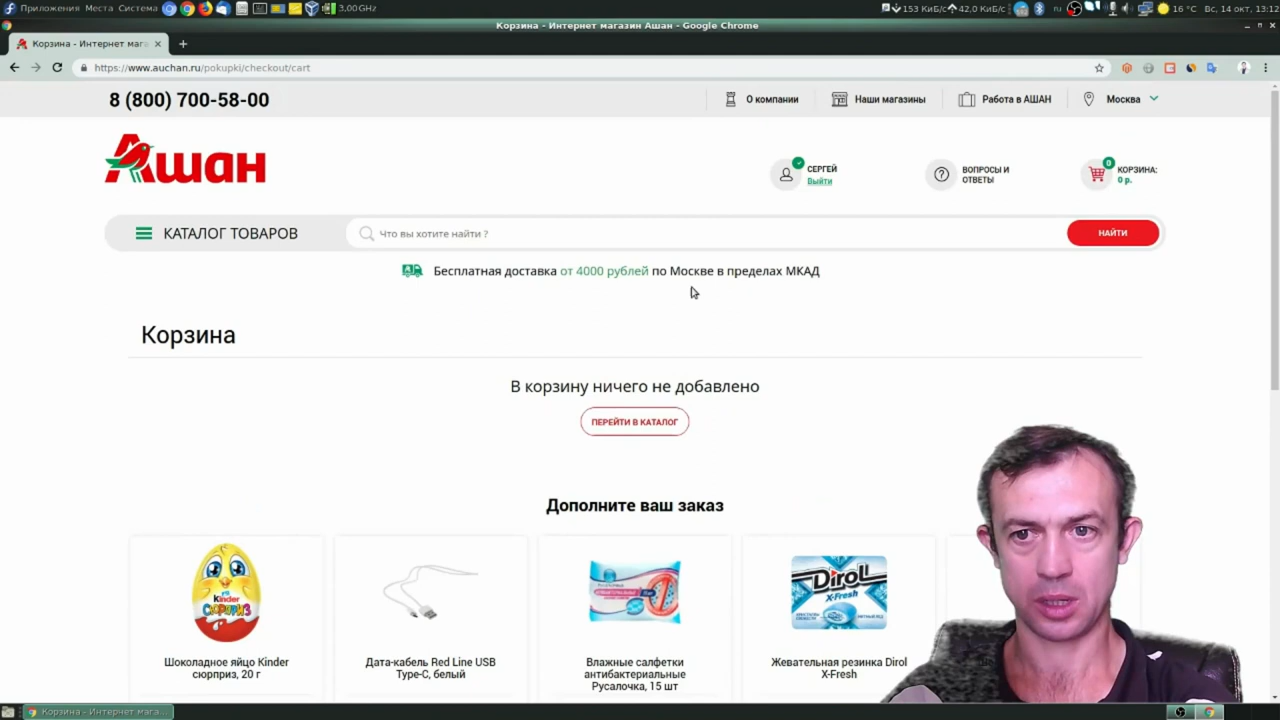 Приложения Места Система
3,00GHz
153 КиБ/с 42,0 КиБ/с
ru
16 °C Вс, 14 окт, 13:12
Корзина - Интернет магазин Ашан - Google Chrome
Корзина - Интернет мага
https://www.auchan.ru/pokupki/checkout/cart
8 (800) 700-58-00
О компании
Наши магазины
Работа в АШАН
Москва
Ашан
СЕРГЕЙ
Выйти
ВОПРОСЫ И
ОТВЕТЫ
0
КОРЗИНА:
0 р.
КАТАЛОГ ТОВАРОВ
Что вы хотите найти ?
НАЙТИ
Бесплатная доставка от 4000 рублей по Москве в пределах МКАД
Корзина
В корзину ничего не добавлено
ПЕРЕЙТИ В КАТАЛОГ
Дополните ваш заказ
Kinder
СЮРПРИЗ
Dirol
X-Fresh
Шоколадное яйцо Kinder
сюрприз, 20 г
Дата-кабель Red Line USB
Type-C, белый
Влажные салфетки
антибактериальные
Русалочка, 15 шт
Жевательная резинка Dirol
X-Fresh
Корзина - Интернет мага...